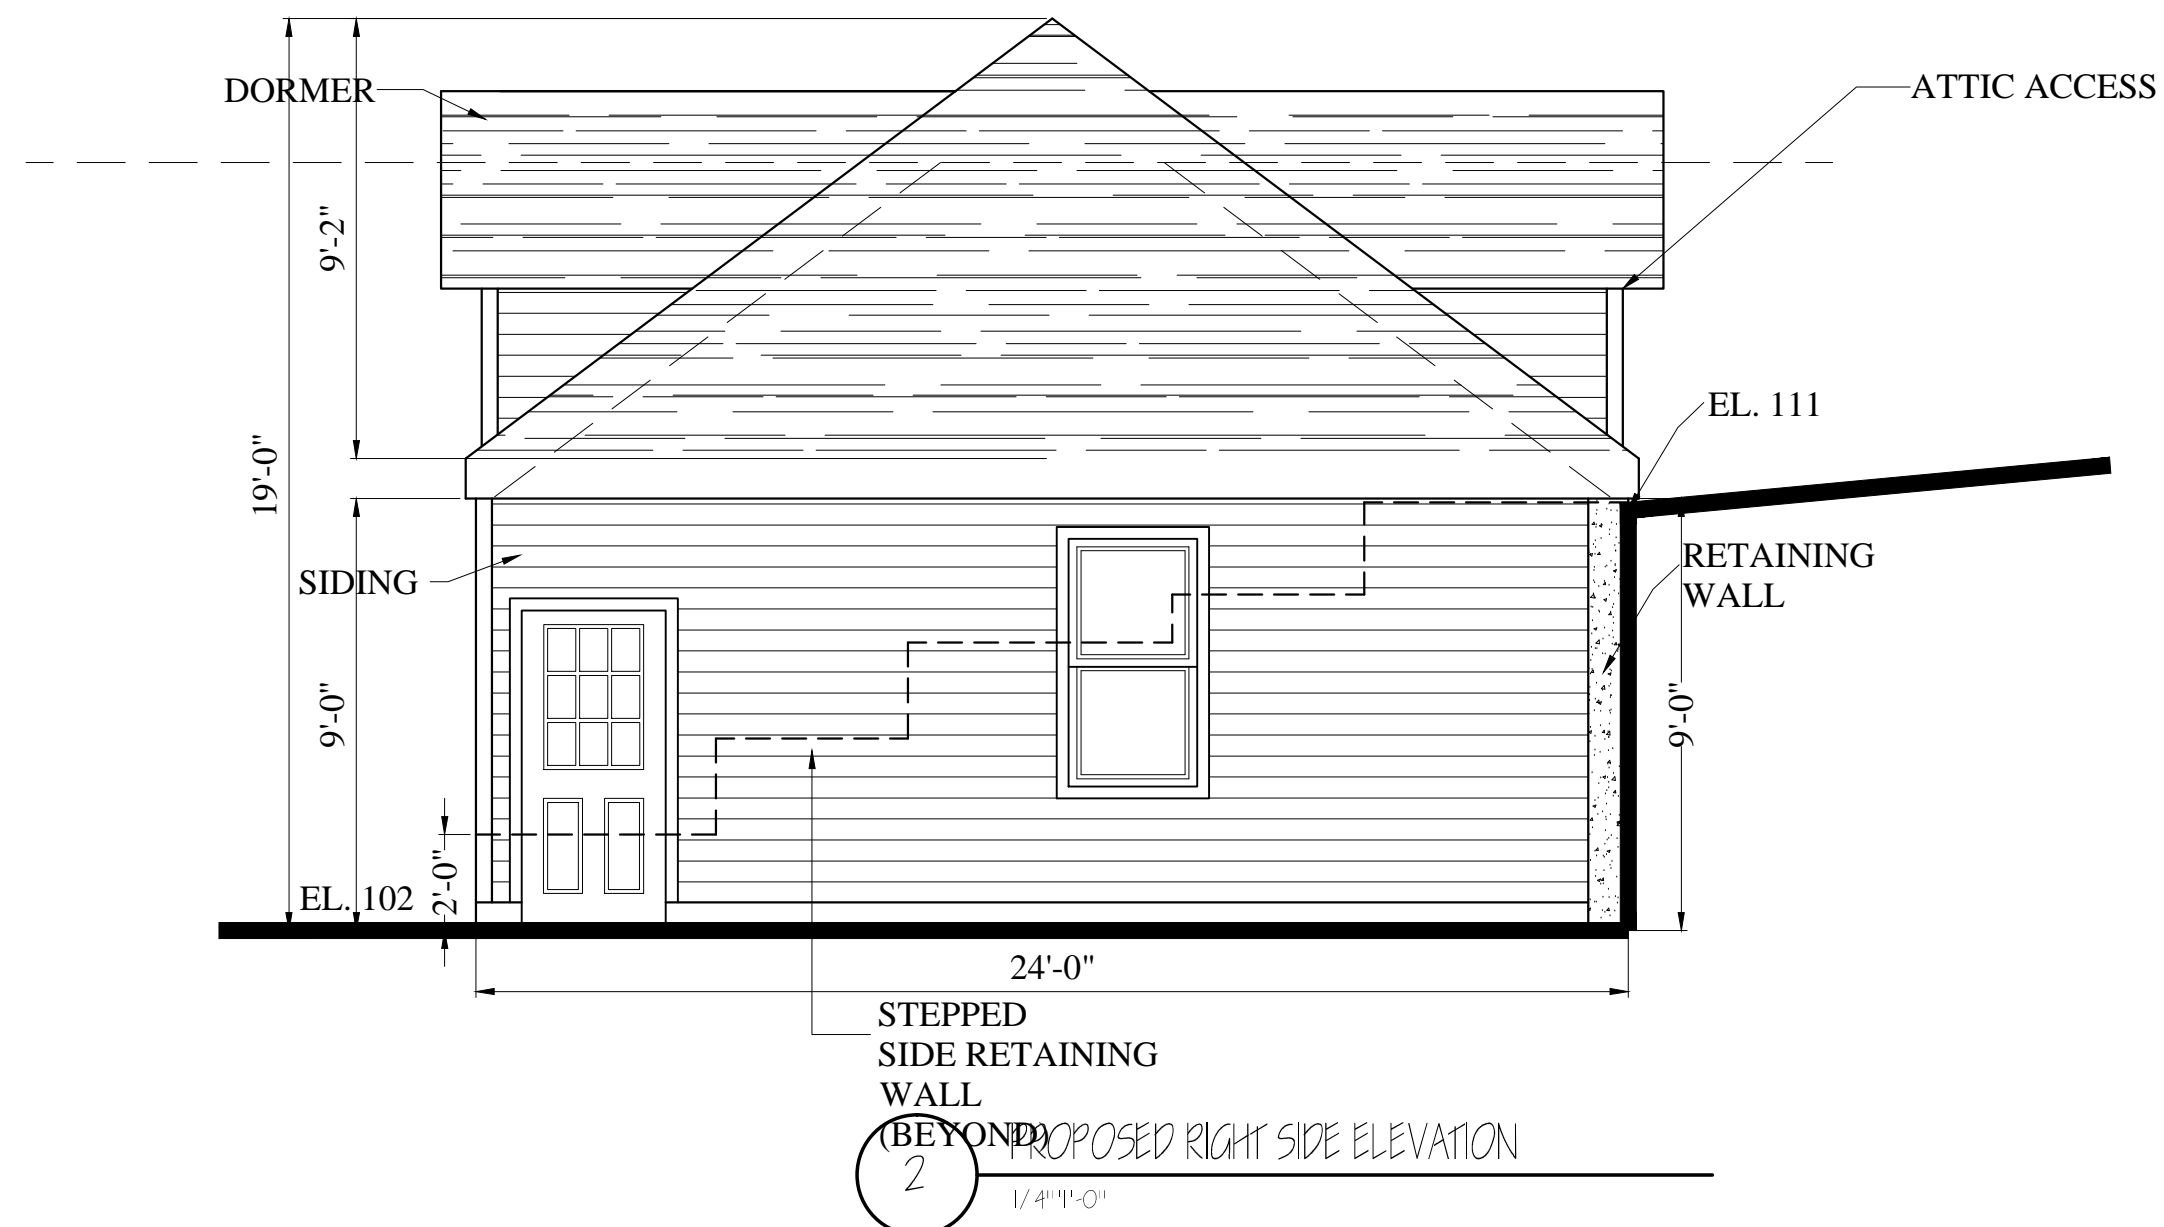 DORMER
ATTIC ACCESS
9'-2"
EL. 111
19'-0"
RETAINING
WALL
SIDING
9'-0"
9'-0"
2'-0"
EL. 102
24'-0"
STEPPED
SIDE RETAINING
WALL
(BEYOND)
PROPOSED RIGHT SIDE ELEVATION
2
1/4"1'-0"